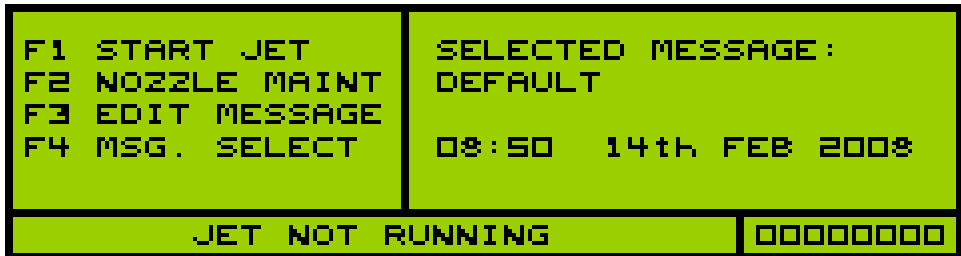 F1 START JET
F2 NOZZLE MAINT
F3 EDIT MESSAGE
F4 MSG. SELECT
SELECTED MESSAGE:
DEFAULT
08:50 14th FEB 2008
JET NOT RUNNING
00000000